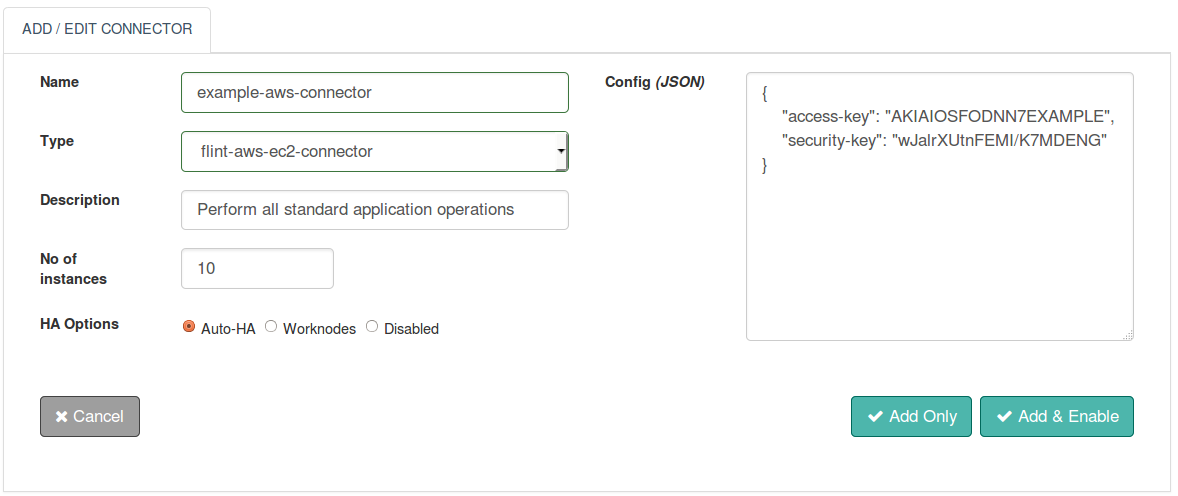 ADD / EDIT CONNECTOR
Name
example-aws-connector
Type
flint-aws-ec2-connector
Description
Perform all standard application operations
No of
instances
10
HA Options
Auto-HA Worknodes Disabled
Config (JSON)
{
"access-key": "AKIAIOSFODNN7EXAMPLE",
"security-key": "wJalrXUtnFEMI/K7MDENG"
}
Cancel
Add Only
Add & Enable